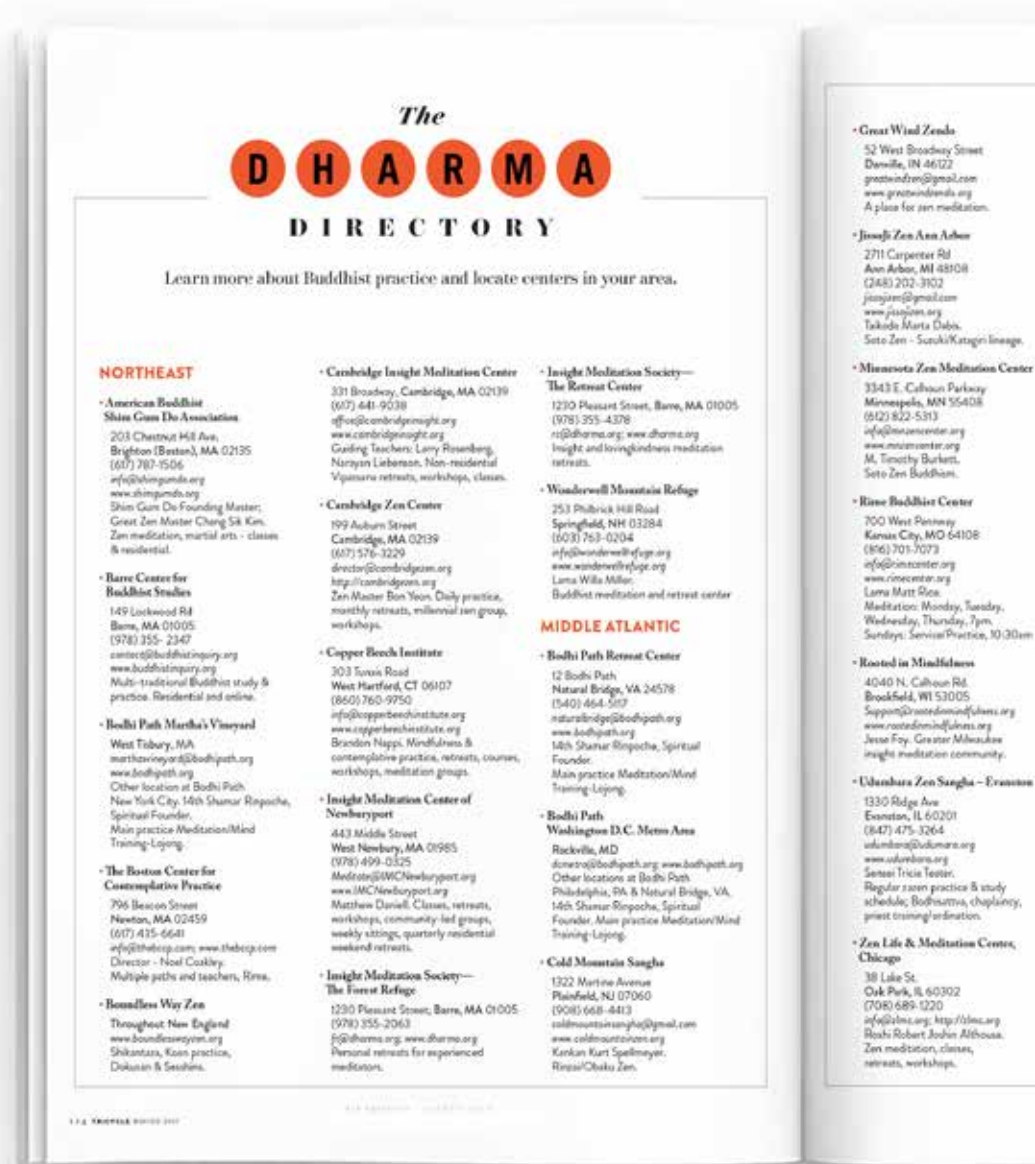 The
DHARMA
DIRECTORY
Learn more about Buddhist practice and locate centers in your area.
NORTHEAST
• American Buddhist
Shim Gum Do Association
203 Chestnut Hill Ave,
Brighton (Boston), MA 02135
(617) 787-1506
info@shimgumdo.org
www.shimgumdo.org
Shim Gum Do Founding Master;
Great Zen Master Chang Sik Kim.
Zen meditation, martial arts - classes
& residential.
• Barre Center for
Buddhist Studies
149 Lockwood Rd
Barre, MA 01005
(978) 355- 2347
contact@buddhistinquiry.org
www.buddhistinquiry.org
Multi-traditional Buddhist study &
practice. Residential and online.
• Bodhi Path Martha's Vineyard
West Tisbury, MA
marthasvineyard@bodhipath.org
www.bodhipath.org
Other location at Bodhi Path
New York City. 14th Shamar Rinpoche,
Spiritual Founder.
Main practice Meditation/Mind
Training-Lojong.
• The Boston Center for
Contemplative Practice
796 Beacon Street
Newton, MA 02459
(617) 435-6641
info@thebccp.com; www.thebccp.com
Director - Noel Coakley.
Multiple paths and teachers, Rime.
• Boundless Way Zen
Throughout New England
www.boundlesswayzen.org
Shikantaza, Koan practice,
Dokusan & Sesshins.
• Cambridge Insight Meditation Center
331 Broadway, Cambridge, MA 02139
(617) 441-9038
office@cambridgeinsight.org
www.cambridgeinsight.org
Guiding Teachers: Larry Rosenberg,
Narayan Liebenson. Non-residential
Vipassana retreats, workshops, classes.
• Cambridge Zen Center
199 Auburn Street
Cambridge, MA 02139
(617) 576-3229
director@cambridgezen.org
http://cambridgezen.org
Zen Master Bon Yeon. Daily practice,
monthly retreats, millennial zen group,
workshops.
• Copper Beech Institute
303 Tunxis Road
West Hartford, CT 06107
(860) 760-9750
info@copperbeechinstitute.org
www.copperbeechinstitute.org
Brandon Nappi. Mindfulness &
contemplative practice, retreats, courses,
workshops, meditation groups.
• Insight Meditation Center of
Newburyport
443 Middle Street
West Newbury, MA 01985
(978) 499-0325
Meditate@IMCNewburyport.org
www.IMCNewburyport.org
Matthew Daniell. Classes, retreats,
workshops, community-led groups,
weekly sittings, quarterly residential
weekend retreats.
• Insight Meditation Society—
The Forest Refuge
1230 Pleasant Street, Barre, MA 01005
(978) 355-2063
fr@dharma.org; www.dharma.org
Personal retreats for experienced
meditators.
• Insight Meditation Society—
The Retreat Center
1230 Pleasant Street, Barre, MA 01005
(978) 355-4378
rc@dharma.org; www.dharma.org
Insight and lovingkindness meditation
retreats.
• Wonderwell Mountain Refuge
253 Philbrick Hill Road
Springfield, NH 03284
(603) 763-0204
info@wonderwellrefuge.org
www.wonderwellrefuge.org
Lama Willa Miller.
Buddhist meditation and retreat center
MIDDLE ATLANTIC
• Bodhi Path Retreat Center
12 Bodhi Path
Natural Bridge, VA 24578
(540) 464-5117
naturalbridge@bodhipath.org
www.bodhipath.org
14th Shamar Rinpoche, Spiritual
Founder.
Main practice Meditation/Mind
Training-Lojong.
• Bodhi Path
Washington D.C. Metro Area
Rockville, MD
dcmetro@bodhipath.org; www.bodhipath.org
Other locations at Bodhi Path
Philadelphia, PA & Natural Bridge, VA.
14th Shamar Rinpoche, Spiritual
Founder. Main practice Meditation/Mind
Training-Lojong.
• Cold Mountain Sangha
1322 Martine Avenue
Plainfield, NJ 07060
(908) 668-4413
coldmountainsangha@gmail.com
www.coldmountainzen.org
Kankan Kurt Spellmeyer.
Rinzai/Obaku Zen.
TRICYCLE WINTER
• Great Wind Zendo
52 West Broadway Street
Danville, IN 46122
greatwindzen@gmail.com
www.greatwindzendo.org
A place for zen meditation.
• JissoJi Zen Ann Arbor
2711 Carpenter Rd
Ann Arbor, MI 48108
(248) 202-3102
jissojizen@gmail.com
www.jissojizen.org
Taikodo Marta Dabis.
Soto Zen - Suzuki/Katagiri lineage.
• Minnesota Zen Meditation Center
3343 E. Calhoun Parkway
Minneapolis, MN 55408
(612) 822-5313
info@mnzencenter.org
www.mnzencenter.org
M. Timothy Burkett.
Soto Zen Buddhism.
• Rime Buddhist Center
700 West Pennway
Kansas City, MO 64108
(816) 701-7073
info@rimecenter.org
www.rimecenter.org
Lama Matt Rice.
Meditation: Monday, Tuesday,
Wednesday, Thursday, 7pm.
Sundays: Service/Practice, 10:30am
• Rooted in Mindfulness
4040 N. Calhoun Rd.
Brookfield, WI 53005
Support@rootedinmindfulness.org
www.rootedinmindfulness.org
Jesse Foy. Greater Milwaukee
insight meditation community.
• Udumbara Zen Sangha – Evanston
1330 Ridge Ave
Evanston, IL 60201
(847) 475-3264
udumbara@udumara.org
www.udumbara.org
Sensei Tricia Teater.
Regular zazen practice & study
schedule; Bodhisattva, chaplaincy,
priest training/ordination.
• Zen Life & Meditation Center,
Chicago
38 Lake St.
Oak Park, IL 60302
(708) 689-1220
info@zlmc.org; http://zlmc.org
Roshi Robert Joshin Althouse.
Zen meditation, classes,
retreats, workshops.